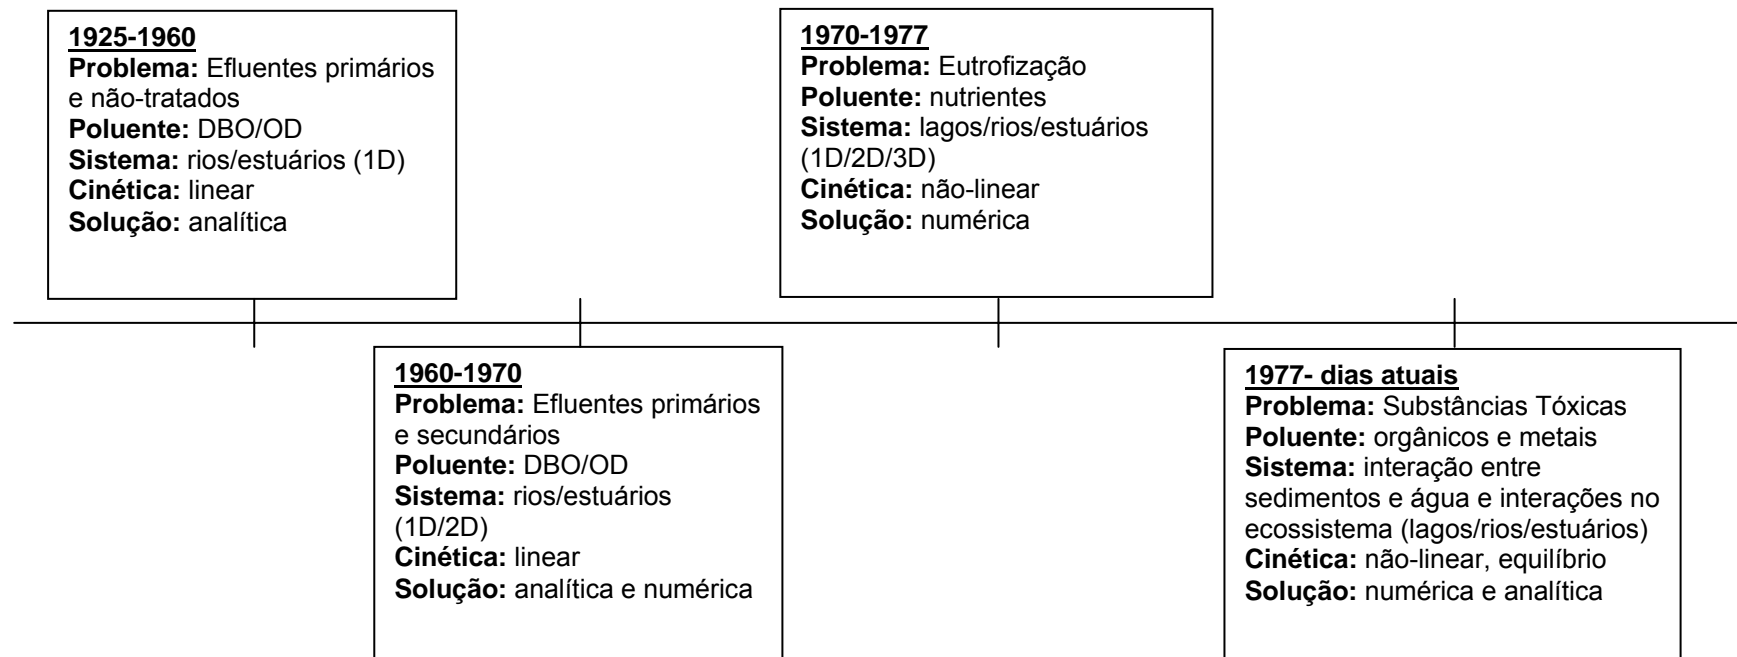 1925-1960
Problema: Efluentes primários
e não-tratados
Poluente: DBO/OD
Sistema: rios/estuários (1D)
Cinética: linear
Solução: analítica
1960-1970
Problema: Efluentes primários
e secundários
Poluente: DBO/OD
Sistema: rios/estuários
(1D/2D)
Cinética: linear
Solução: analítica e numérica
1970-1977
Problema: Eutrofização
Poluente: nutrientes
Sistema: lagos/rios/estuários
(1D/2D/3D)
Cinética: não-linear
Solução: numérica
1977- dias atuais
Problema: Substâncias Tóxicas
Poluente: orgânicos e metais
Sistema: interação entre
sedimentos e água e interações no
ecossistema (lagos/rios/estuários)
Cinética: não-linear, equilíbrio
Solução: numérica e analítica